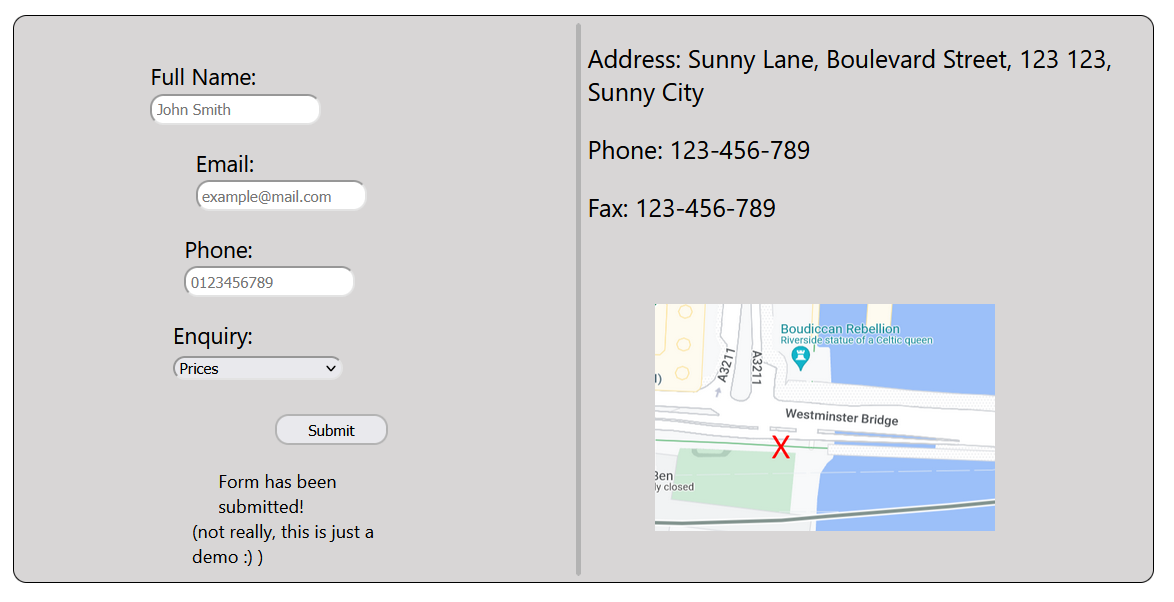 Full Name:
John Smith
Email:
example@mail.com
Phone:
0123456789
Enquiry:
Prices
Submit
Form has been
submitted!
(not really, this is just a
demo :) )
Address: Sunny Lane, Boulevard Street, 123 123,
Sunny City
Phone: 123-456-789
Fax: 123-456-789
Boudiccan Rebellion
Riverside statue of a Celtic queen
A3211
A3211
Westminster Bridge
X
Ben
ly closed